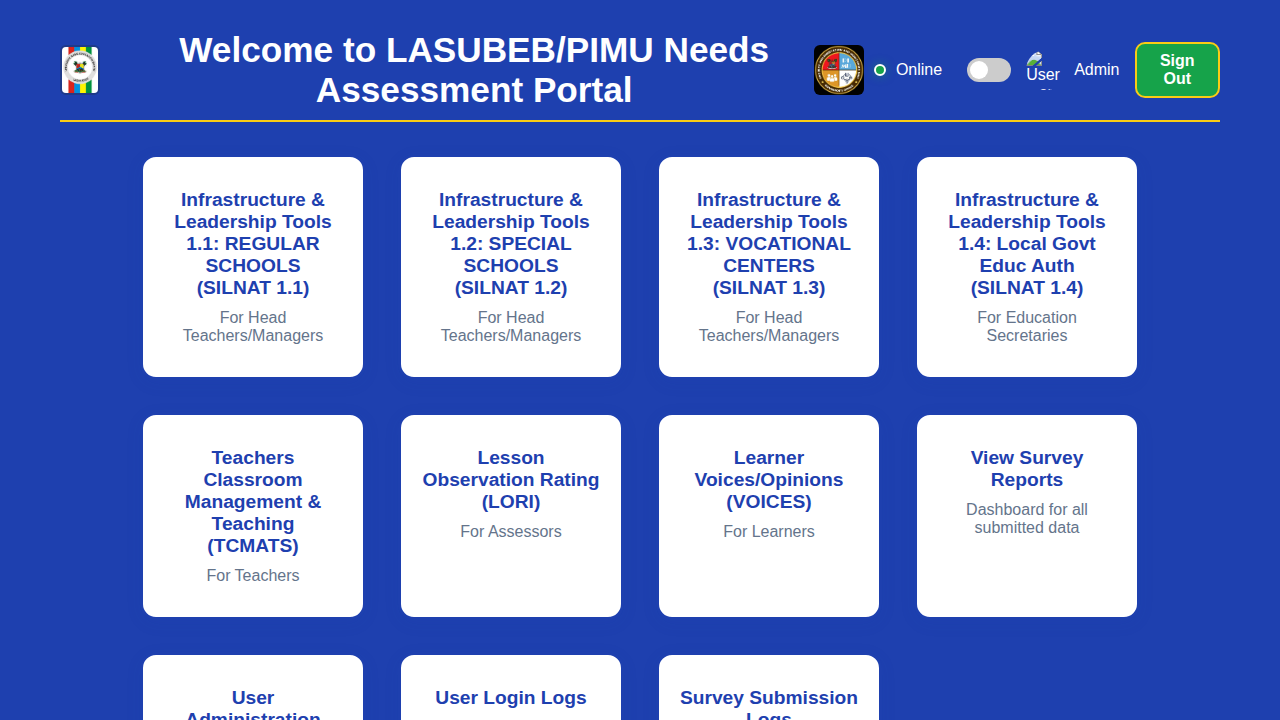 Welcome to LASUBEB/PIMU Needs
Assessment Portal
Online
User
Admin
Sign
Out
Infrastructure &
Leadership Tools
1.1: REGULAR
SCHOOLS
(SILNAT 1.1)
For Head
Teachers/Managers
Infrastructure &
Leadership Tools
1.2: SPECIAL
SCHOOLS
(SILNAT 1.2)
For Head
Teachers/Managers
Infrastructure &
Leadership Tools
1.3: VOCATIONAL
CENTERS
(SILNAT 1.3)
For Head
Teachers/Managers
Infrastructure &
Leadership Tools
1.4: Local Govt
Educ Auth
(SILNAT 1.4)
For Education
Secretaries
Teachers
Classroom
Management &
Teaching
(TCMATS)
For Teachers
Lesson
Observation Rating
(LORI)
For Assessors
Learner
Voices/Opinions
(VOICES)
For Learners
View Survey
Reports
Dashboard for all
submitted data
User
Administration
User Login Logs
Survey Submission
Logs